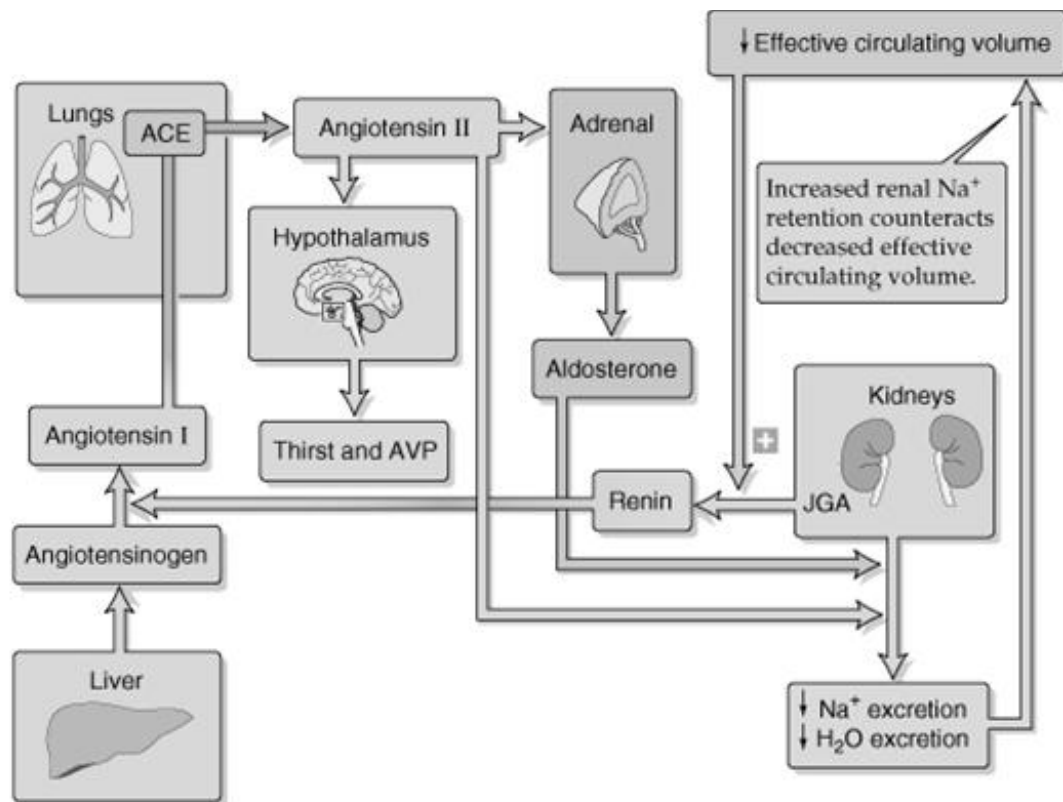 ↓ Effective circulating volume
Lungs
ACE
Angiotensin II
Adrenal
Increased renal Na⁺
retention counteracts
decreased effective
circulating volume.
Hypothalamus
Aldosterone
Kidneys
Angiotensin I
Thirst and AVP
+
Renin
JGA
Angiotensinogen
Liver
↓ Na⁺ excretion
↓ H₂O excretion